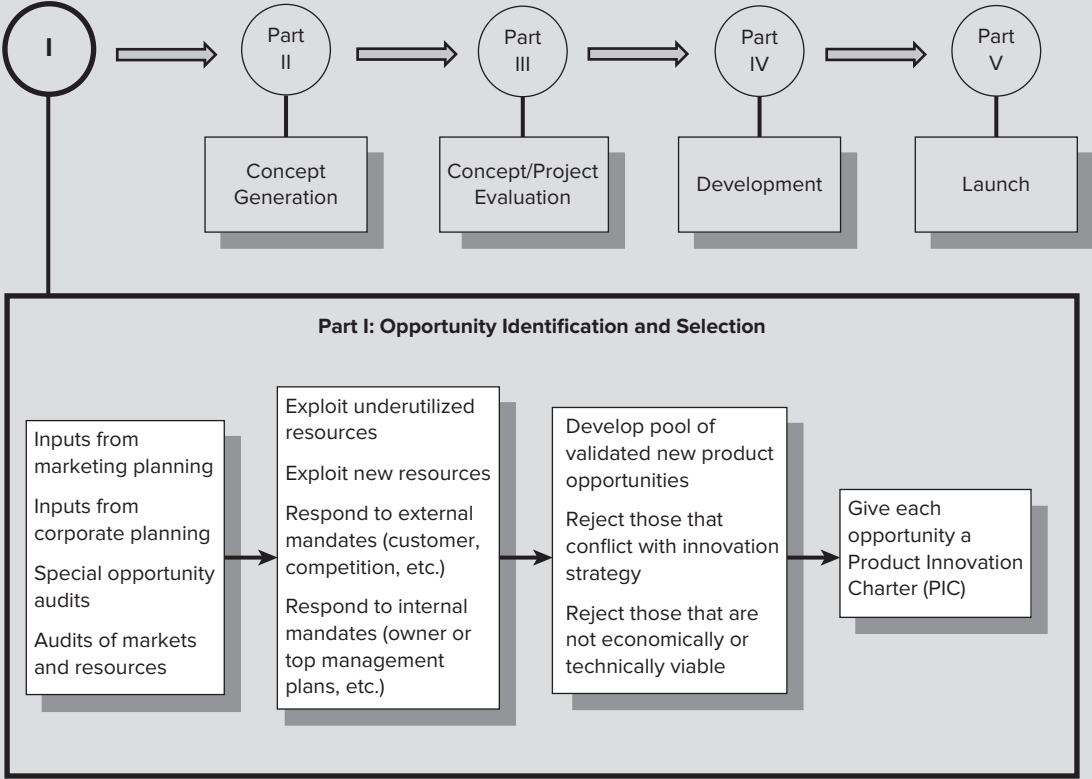 I
Part
II
Part
III
Part
IV
Part
V
Concept
Generation
Concept/Project
Evaluation
Development
Launch
Part I: Opportunity Identification and Selection
Inputs from
marketing planning
Inputs from
corporate planning
Special opportunity
audits
Audits of markets
and resources
Exploit underutilized
resources
Exploit new resources
Respond to external
mandates (customer,
competition, etc.)
Respond to internal
mandates (owner or
top management
plans, etc.)
Develop pool of
validated new product
opportunities
Reject those that
conflict with innovation
strategy
Reject those that are
not economically or
technically viable
Give each
opportunity a
Product Innovation
Charter (PIC)